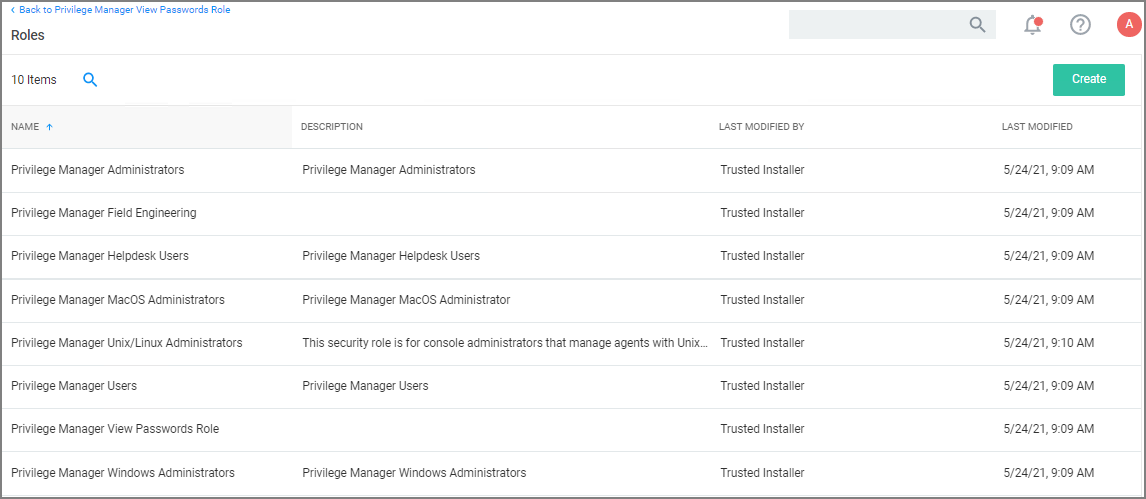 Back to Privilege Manager View Passwords Role
Roles
A
10 Items
Create
NAME DESCRIPTION LAST MODIFIED BY LAST MODIFIED
Privilege Manager Administrators Privilege Manager Administrators Trusted Installer 5/24/21, 9:09 AM
Privilege Manager Field Engineering Trusted Installer 5/24/21, 9:09 AM
Privilege Manager Helpdesk Users Privilege Manager Helpdesk Users Trusted Installer 5/24/21, 9:09 AM
Privilege Manager MacOS Administrators Privilege Manager MacOS Administrator Trusted Installer 5/24/21, 9:09 AM
Privilege Manager Unix/Linux Administrators This security role is for console administrators that manage agents with Unix... Trusted Installer 5/24/21, 9:10 AM
Privilege Manager Users Privilege Manager Users Trusted Installer 5/24/21, 9:09 AM
Privilege Manager View Passwords Role Trusted Installer 5/24/21, 9:09 AM
Privilege Manager Windows Administrators Privilege Manager Windows Administrators Trusted Installer 5/24/21, 9:09 AM